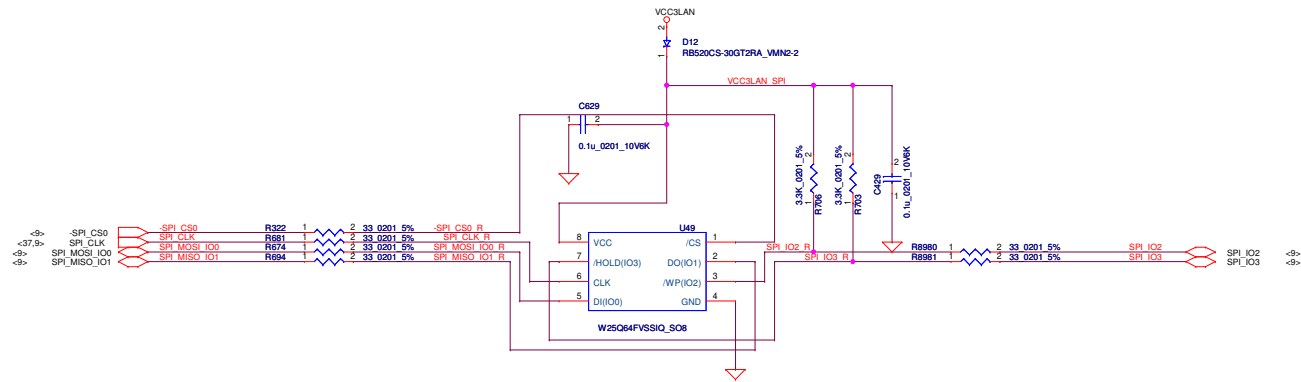 VCC3LAN
2
D12
RB520CS-30GT2RA_VMN2-2
1
VCC3LAN_SPI
C629
1 2
0.1u_0201_10V6K
3.3K_0201_5% 2
1 R706
3.3K_0201_5% 2
1 R703
C429 2
1 0.1u_0201_10V6K
<9> -SPI_CS0 -SPI_CS0 R322 1 2 33_0201_5% -SPI_CS0_R
<37,9> SPI_CLK SPI_CLK R681 1 2 33_0201_5% SPI_CLK_R
<9> SPI_MOSI_IO0 SPI_MOSI_IO0 R674 1 2 33_0201_5% SPI_MOSI_IO0_R
<9> SPI_MISO_IO1 SPI_MISO_IO1 R694 1 2 33_0201_5% SPI_MISO_IO1_R
U49
8 VCC /CS 1
7 /HOLD(IO3) DO(IO1) 2
6 CLK /WP(IO2) 3
5 DI(IO0) GND 4
W25Q64FVSSIQ_SO8
SPI_IO2_R R8980 1 2 33_0201_5% SPI_IO2 SPI_IO2 <9>
SPI_IO3_R R8981 1 2 33_0201_5% SPI_IO3 SPI_IO3 <9>